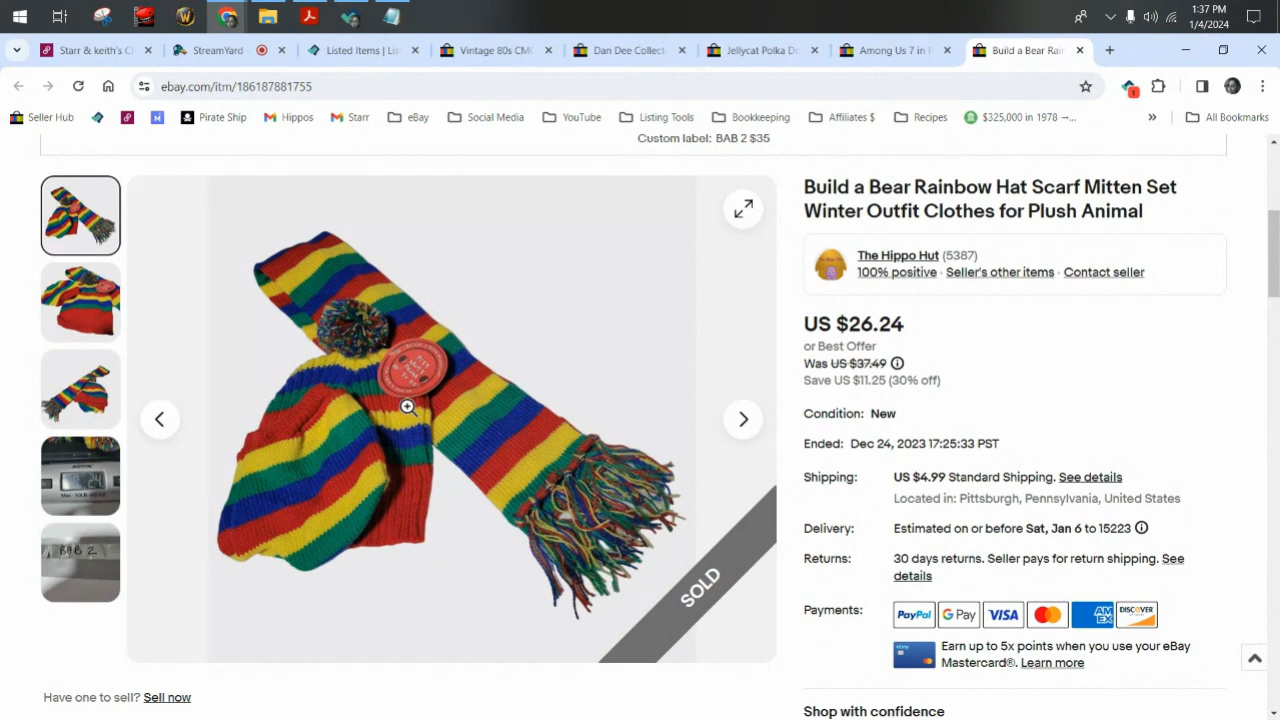 1:37 PM
1/4/2024
Starr & keith's Cl
StreamYard
Listed Items | Lis
Vintage 80s CMC
Dan Dee Collect
Jellycat Polka Do
Among Us 7 in P
Build a Bear Rain
ebay.com/itm/186187881755
1
Seller Hub
M
Pirate Ship
Hippos
Starr
eBay
Social Media
YouTube
Listing Tools
Bookkeeping
Affiliates $
Recipes
$325,000 in 1978 →...
All Bookmarks
Custom label: BAB 2 $35
Build a Bear Rainbow Hat Scarf Mitten Set
Winter Outfit Clothes for Plush Animal
The Hippo Hut (5387)
100% positive · Seller's other items · Contact seller
US $26.24
or Best Offer
Was US $37.49
Save US $11.25 (30% off)
Condition: New
Ended: Dec 24, 2023 17:25:33 PST
Shipping: US $4.99 Standard Shipping. See details
Located in: Pittsburgh, Pennsylvania, United States
Delivery: Estimated on or before Sat, Jan 6 to 15223
Returns: 30 days returns. Seller pays for return shipping. See
details
Payments: PayPal G Pay VISA AM EX DISCOVER
Earn up to 5x points when you use your eBay
Mastercard®. Learn more
Shop with confidence
SOLD
BAB 2
Have one to sell? Sell now